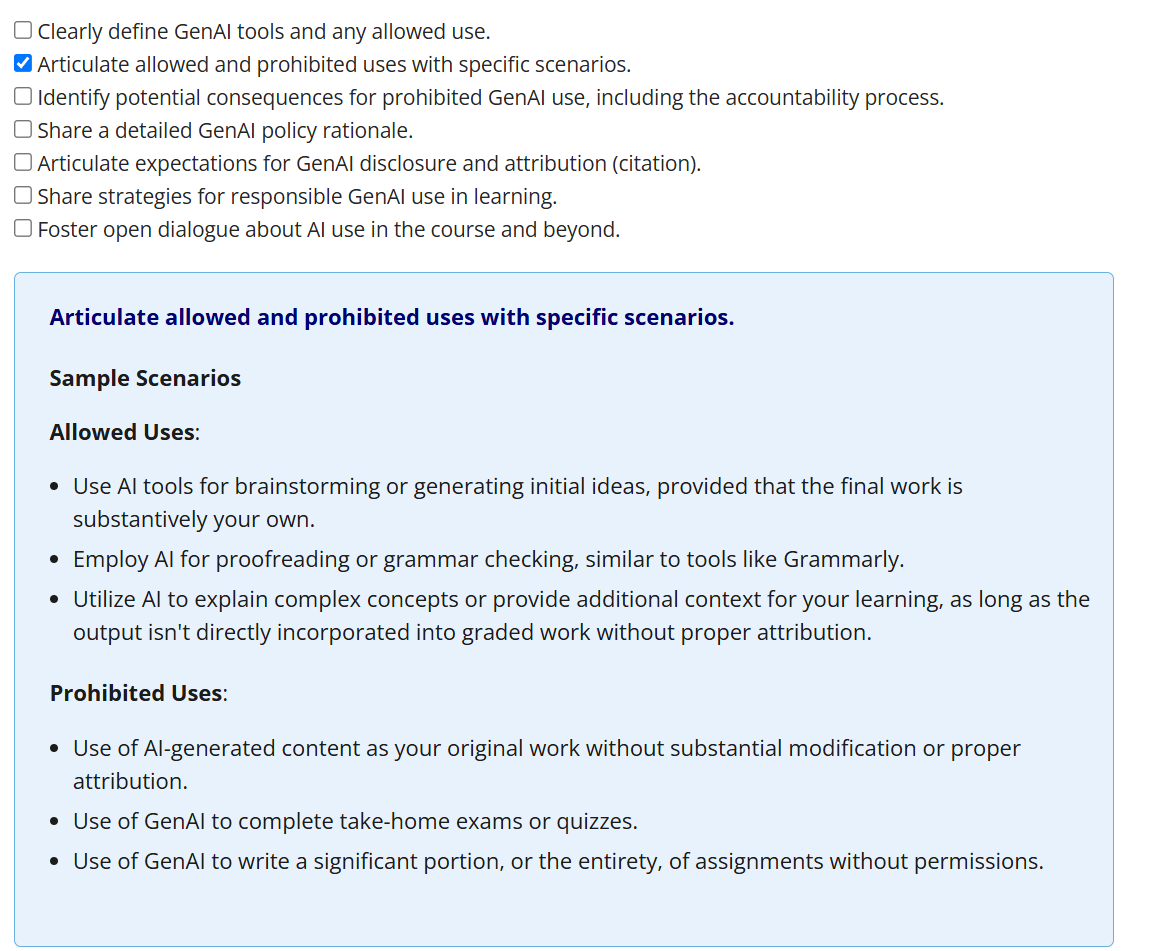 Clearly define GenAI tools and any allowed use.
Articulate allowed and prohibited uses with specific scenarios.
Identify potential consequences for prohibited GenAI use, including the accountability process.
Share a detailed GenAI policy rationale.
Articulate expectations for GenAI disclosure and attribution (citation).
Share strategies for responsible GenAI use in learning.
Foster open dialogue about AI use in the course and beyond.
Articulate allowed and prohibited uses with specific scenarios.
Sample Scenarios
Allowed Uses:
• Use AI tools for brainstorming or generating initial ideas, provided that the final work is
substantively your own.
• Employ AI for proofreading or grammar checking, similar to tools like Grammarly.
• Utilize AI to explain complex concepts or provide additional context for your learning, as long as the
output isn't directly incorporated into graded work without proper attribution.
Prohibited Uses:
• Use of AI-generated content as your original work without substantial modification or proper
attribution.
• Use of GenAI to complete take-home exams or quizzes.
• Use of GenAI to write a significant portion, or the entirety, of assignments without permissions.